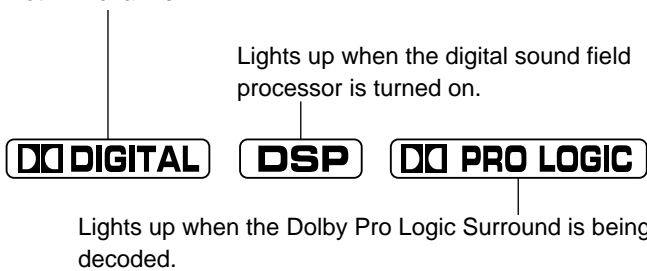 Lights up when the digital sound field
processor is turned on.
DIGITAL
DSP
PRO LOGIC
Lights up when the Dolby Pro Logic Surround is being
decoded.